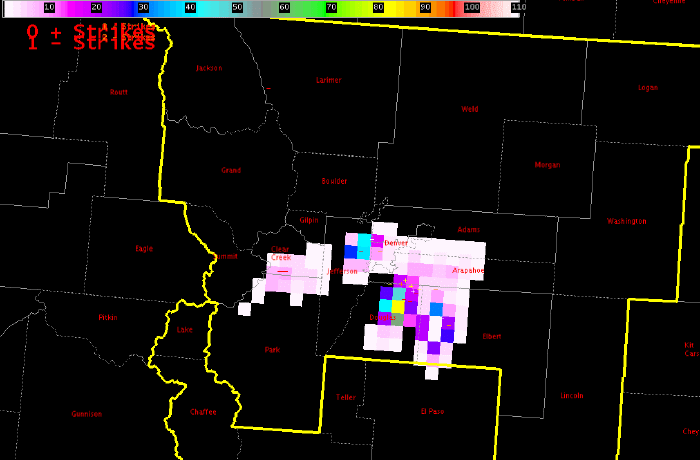 10 20 30 40 50 60 70 80 90 100 110
0 + Strikes
1 - Strikes
Jackson
Larimer
Routt
Weld
Logan
Grand
Morgan
Boulder
Gilpin
Washington
Adams
Denver
Eagle
Clear
Creek
Summit
Jefferson
Arapahoe
Pitkin
Lake
Park
Elbert
Kit
Cars
Teller
Lincoln
Gunnison
Chaffee
El Paso
Chey